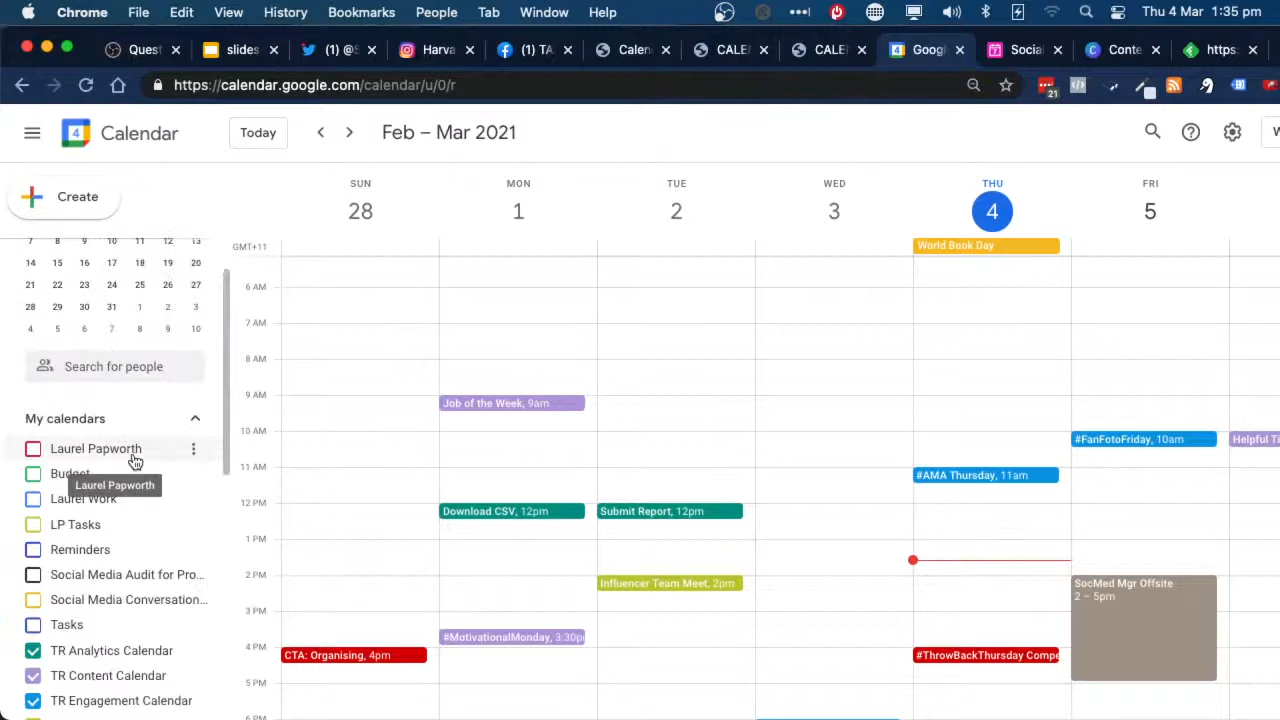 File Edit View History Bookmarks People Tab Window Help Thu 4 Mar 1:35 pm
Quest slides (1) @S Harva (1) TA Calen CALE CALE Googl Social Conte https:
https://calendar.google.com/calendar/u/0/r
21
4 Calendar Today Feb – Mar 2021
Create
SUN MON TUE WED THU FRI
28 1 2 3 4 5
7 8 9 10 11 12 13
14 15 16 17 18 19 20
21 22 23 24 25 26 27
28 29 30 31 1 2 3
4 5 6 7 8 9 10
Search for people
My calendars
Laurel Papworth
Budget
Laurel Papworth
Laurel Work
LP Tasks
Reminders
Social Media Audit for Pro...
Social Media Conversation...
Tasks
TR Analytics Calendar
TR Content Calendar
TR Engagement Calendar
GMT+11
World Book Day
6 AM
7 AM
8 AM
9 AM
Job of the Week, 9am
10 AM
#FanFotoFriday, 10am
Helpful Ti
11 AM
#AMA Thursday, 11am
12 PM
Download CSV, 12pm
Submit Report, 12pm
1 PM
2 PM
Influencer Team Meet, 2pm
SocMed Mgr Offsite
2 – 5pm
3 PM
#MotivationalMonday, 3:30p
4 PM
CTA: Organising, 4pm
#ThrowBackThursday Compe
5 PM
6 PM